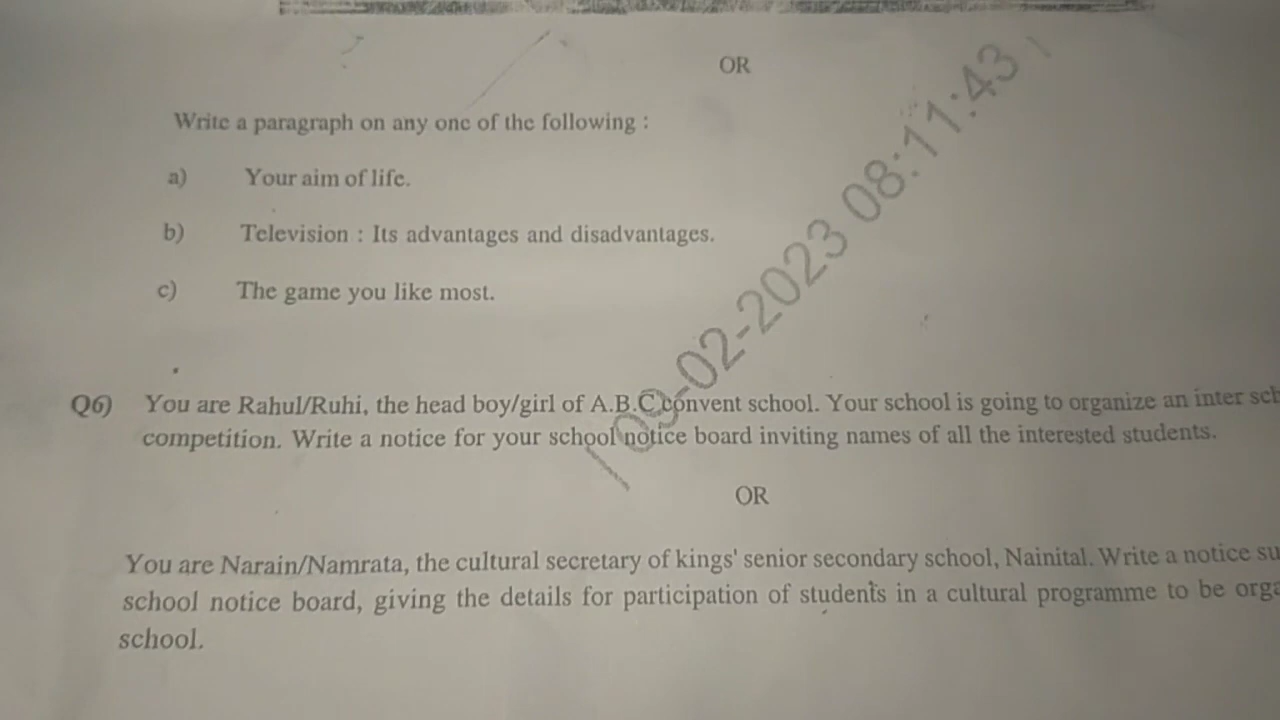 OR
Write a paragraph on any one of the following :
a) Your aim of life.
b) Television : Its advantages and disadvantages.
c) The game you like most.
09-02-2023 08:11:43
Q6) You are Rahul/Ruhi, the head boy/girl of A.B.C convent school. Your school is going to organize an inter sch
competition. Write a notice for your school notice board inviting names of all the interested students.
OR
You are Narain/Namrata, the cultural secretary of kings' senior secondary school, Nainital. Write a notice su
school notice board, giving the details for participation of students in a cultural programme to be orga
school.